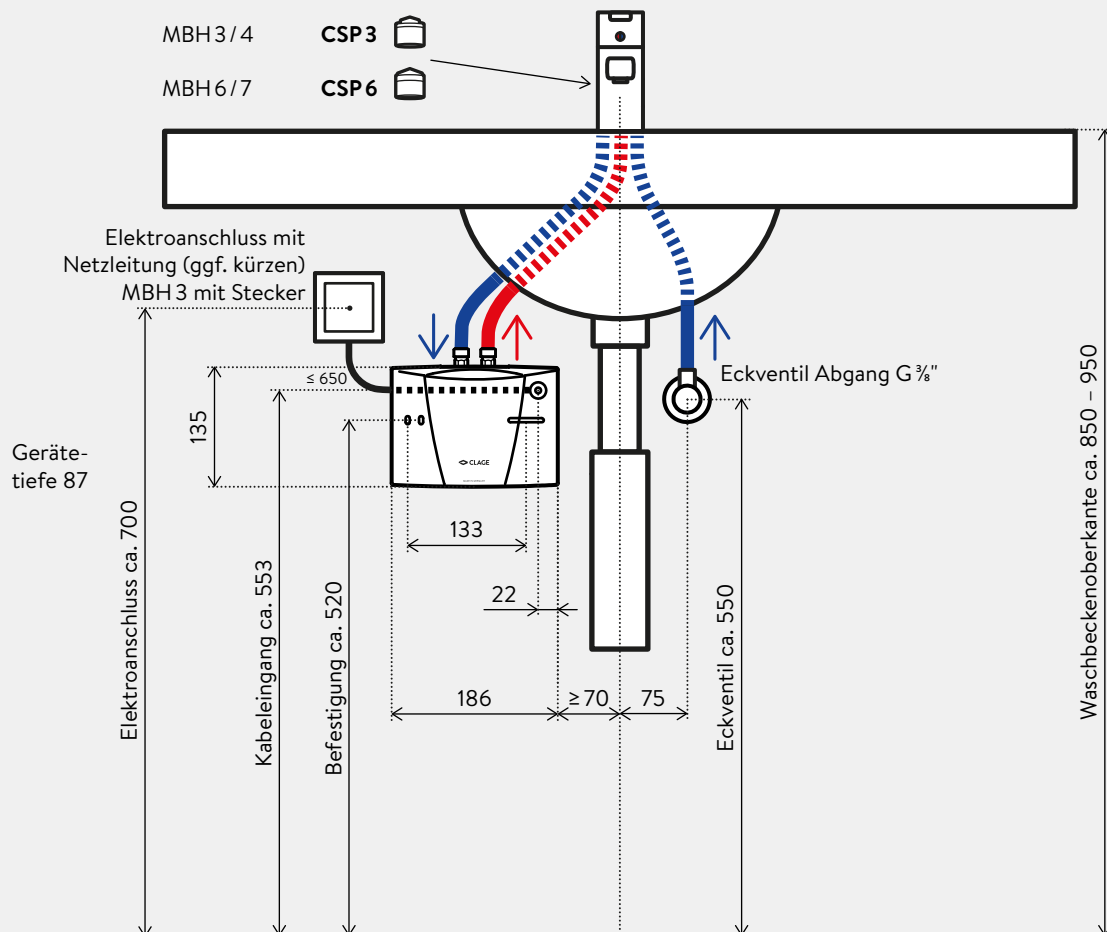 MBH 3 / 4 CSP 3
MBH 6 / 7 CSP 6
Elektroanschluss mit
Netzleitung (ggf. kürzen)
MBH 3 mit Stecker
≤ 650
Eckventil Abgang G ⅜"
135
Geräte-
tiefe 87
CLAGE
133
22
186
≥ 70
75
Elektroanschluss ca. 700
Kabeleingang ca. 553
Befestigung ca. 520
Eckventil ca. 550
Waschbeckenoberkante ca. 850 – 950